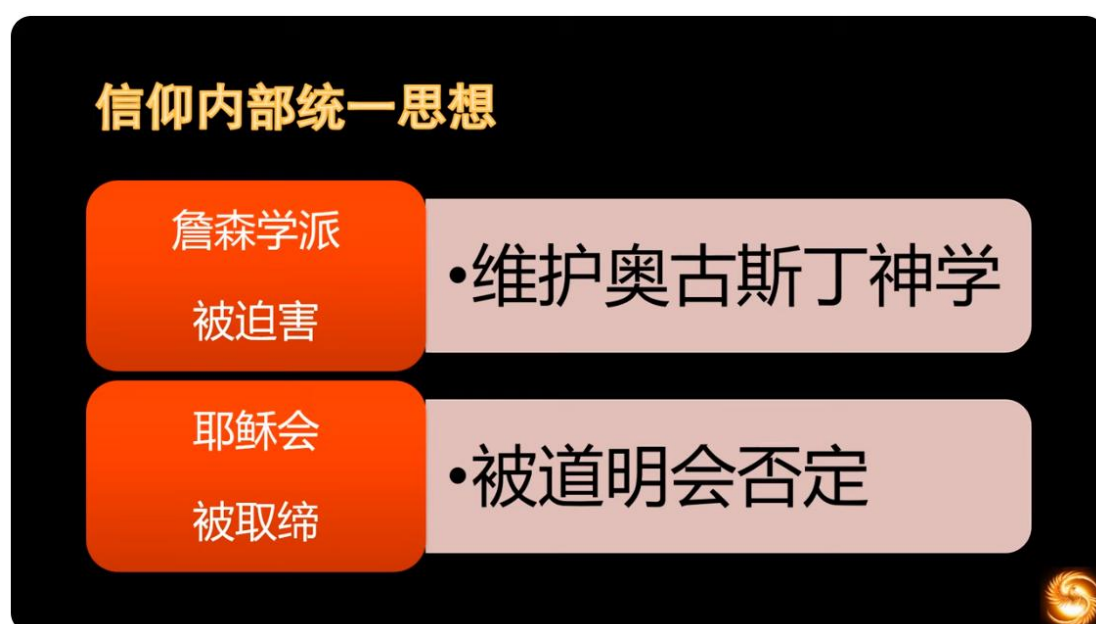 信仰内部统一思想
詹森学派
被迫害
•维护奥古斯丁神学
耶稣会
被取缔
•被道明会否定